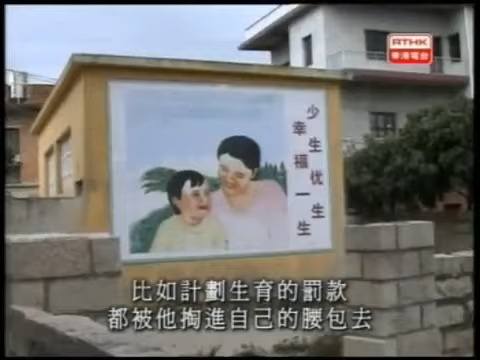 RTHK
香港電台
少生优生
幸福一生
比如計劃生育的罰款
都被他掏進自己的腰包去